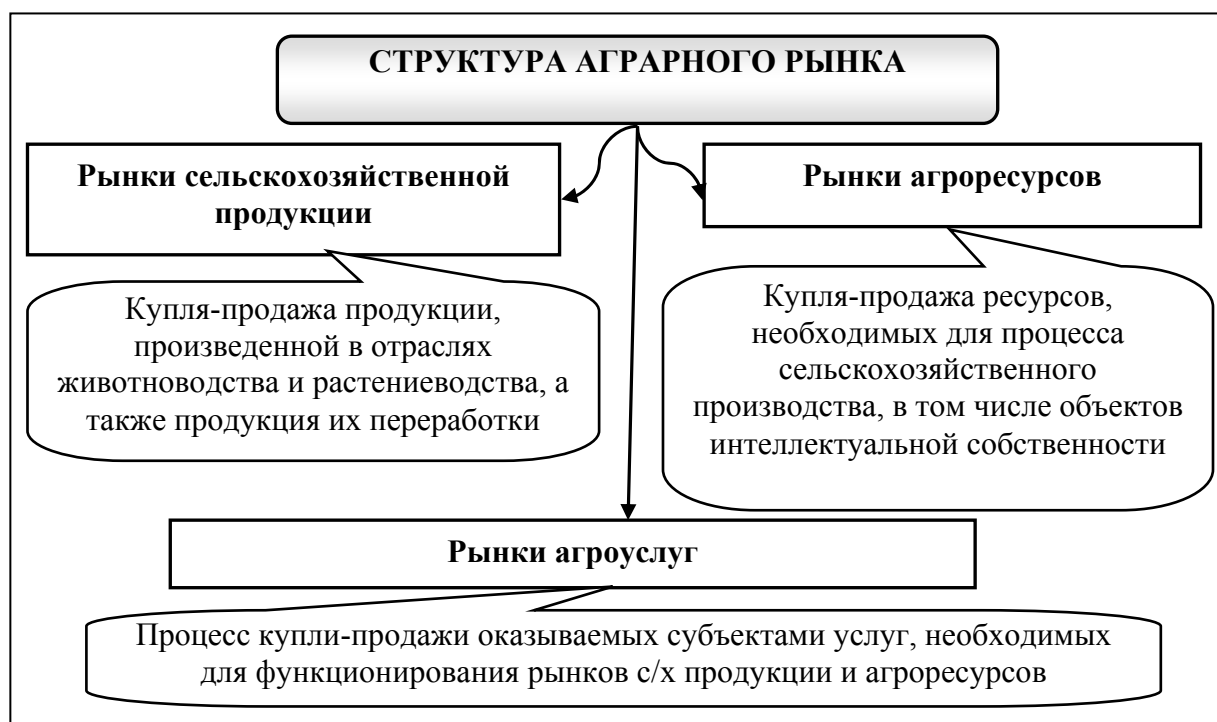 СТРУКТУРА АГРАРНОГО РЫНКА
Рынки сельскохозяйственной
продукции
Рынки агроресурсов
Купля-продажа продукции,
произведенной в отраслях
животноводства и растениеводства, а
также продукция их переработки
Купля-продажа ресурсов,
необходимых для процесса
сельскохозяйственного
производства, в том числе объектов
интеллектуальной собственности
Рынки агроуслуг
Процесс купли-продажи оказываемых субъектами услуг, необходимых
для функционирования рынков с/х продукции и агроресурсов